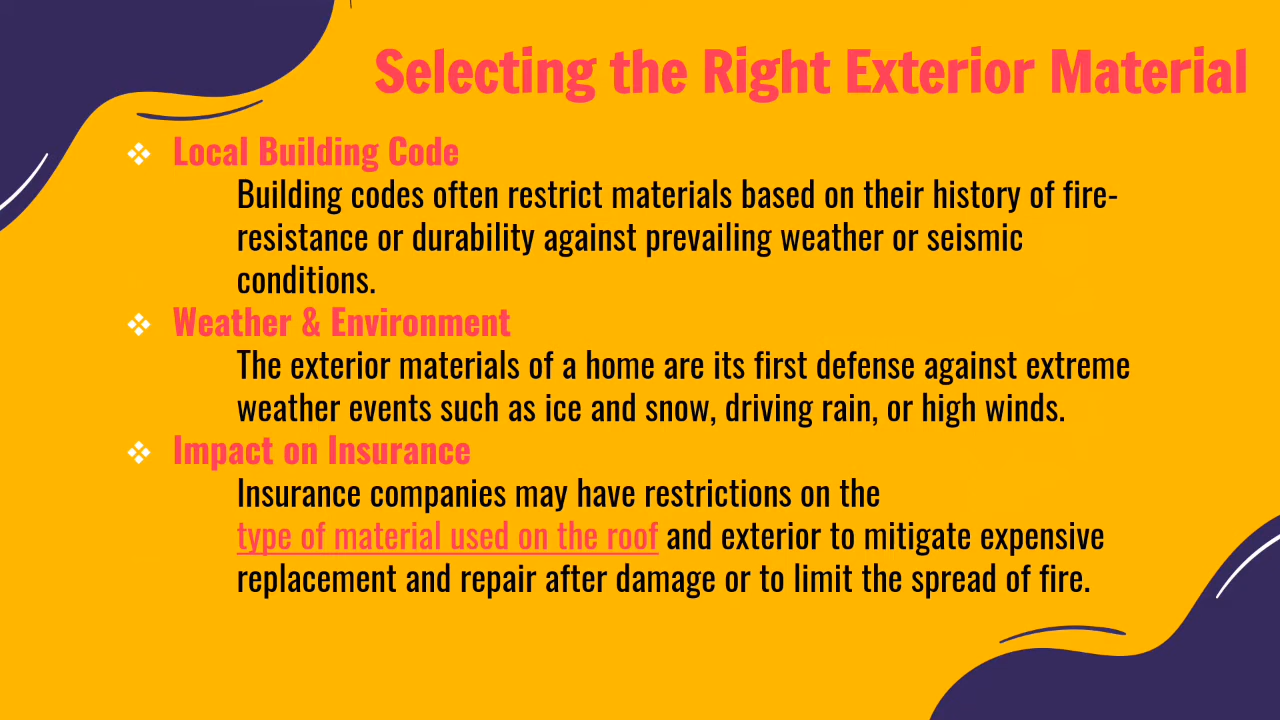 Selecting the Right Exterior Material
Local Building Code
Building codes often restrict materials based on their history of fire-
resistance or durability against prevailing weather or seismic
conditions.
Weather & Environment
The exterior materials of a home are its first defense against extreme
weather events such as ice and snow, driving rain, or high winds.
Impact on Insurance
Insurance companies may have restrictions on the
type of material used on the roof and exterior to mitigate expensive
replacement and repair after damage or to limit the spread of fire.